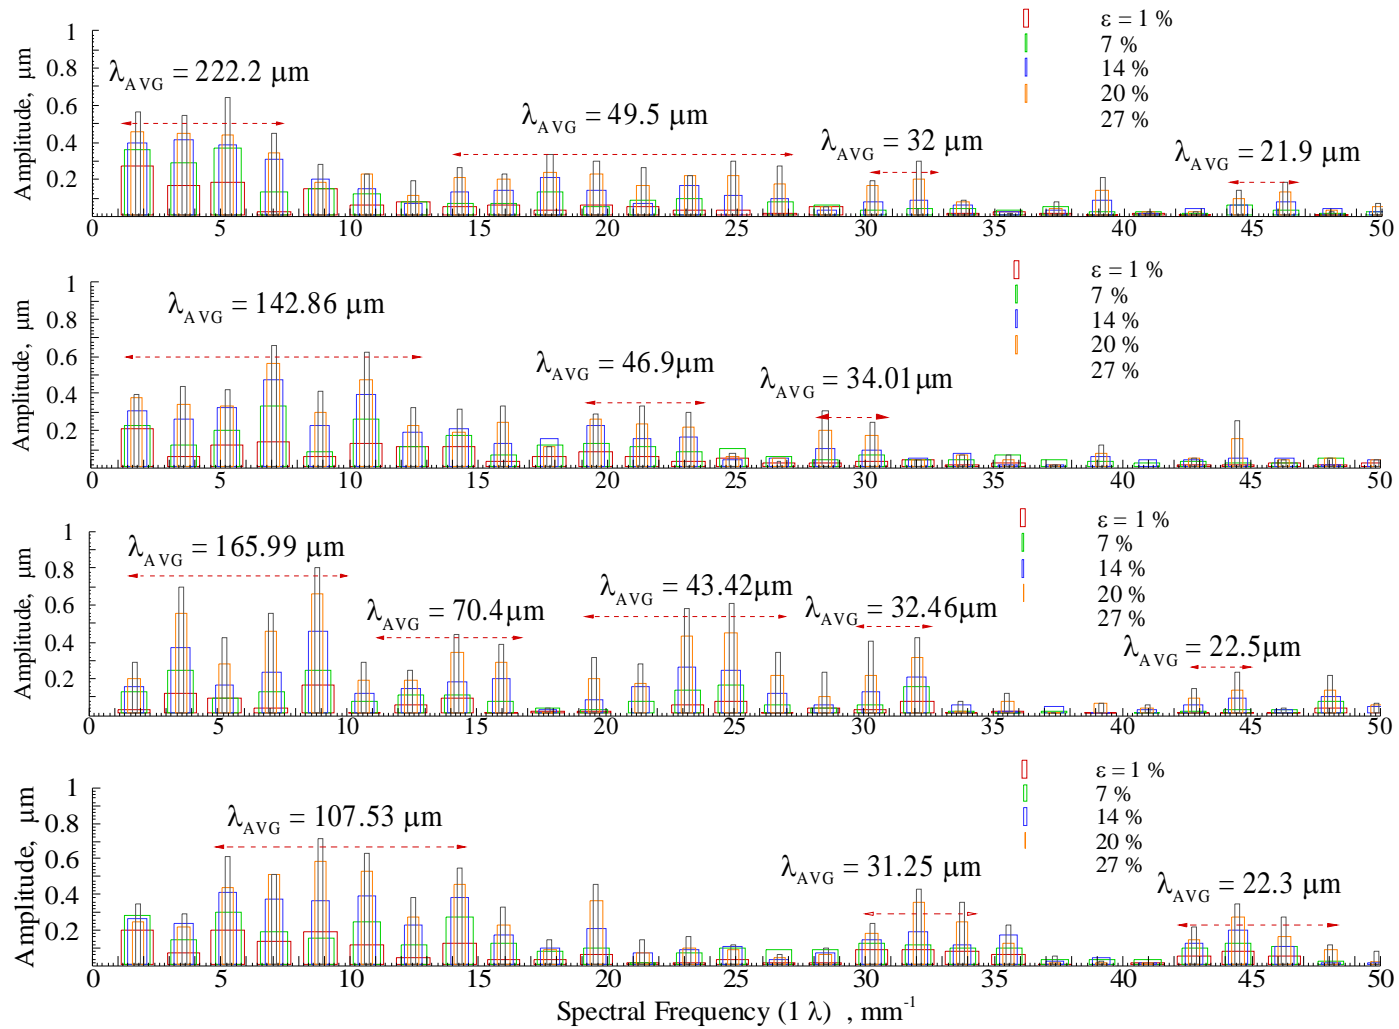 ε = 1 %
7 %
14 %
20 %
27 %
Amplitude, μm
1
0.8
0.6
0.4
0.2
λAVG = 222.2 μm
λAVG = 49.5 μm
λAVG = 32 μm
λAVG = 21.9 μm
0 5 10 15 20 25 30 35 40 45 50
ε = 1 %
7 %
14 %
20 %
27 %
Amplitude, μm
1
0.8
0.6
0.4
0.2
λAVG = 142.86 μm
λAVG = 46.9μm
λAVG = 34.01μm
0 5 10 15 20 25 30 35 40 45 50
ε = 1 %
7 %
14 %
20 %
27 %
Amplitude, μm
1
0.8
0.6
0.4
0.2
λAVG = 165.99 μm
λAVG = 70.4μm
λAVG = 43.42μm
λAVG = 32.46μm
λAVG = 22.5μm
0 5 10 15 20 25 30 35 40 45 50
ε = 1 %
7 %
14 %
20 %
27 %
Amplitude, μm
1
0.8
0.6
0.4
0.2
λAVG = 107.53 μm
λAVG = 31.25 μm
λAVG = 22.3 μm
0 5 10 15 20 25 30 35 40 45 50
Spectral Frequency (1 λ) , mm⁻¹